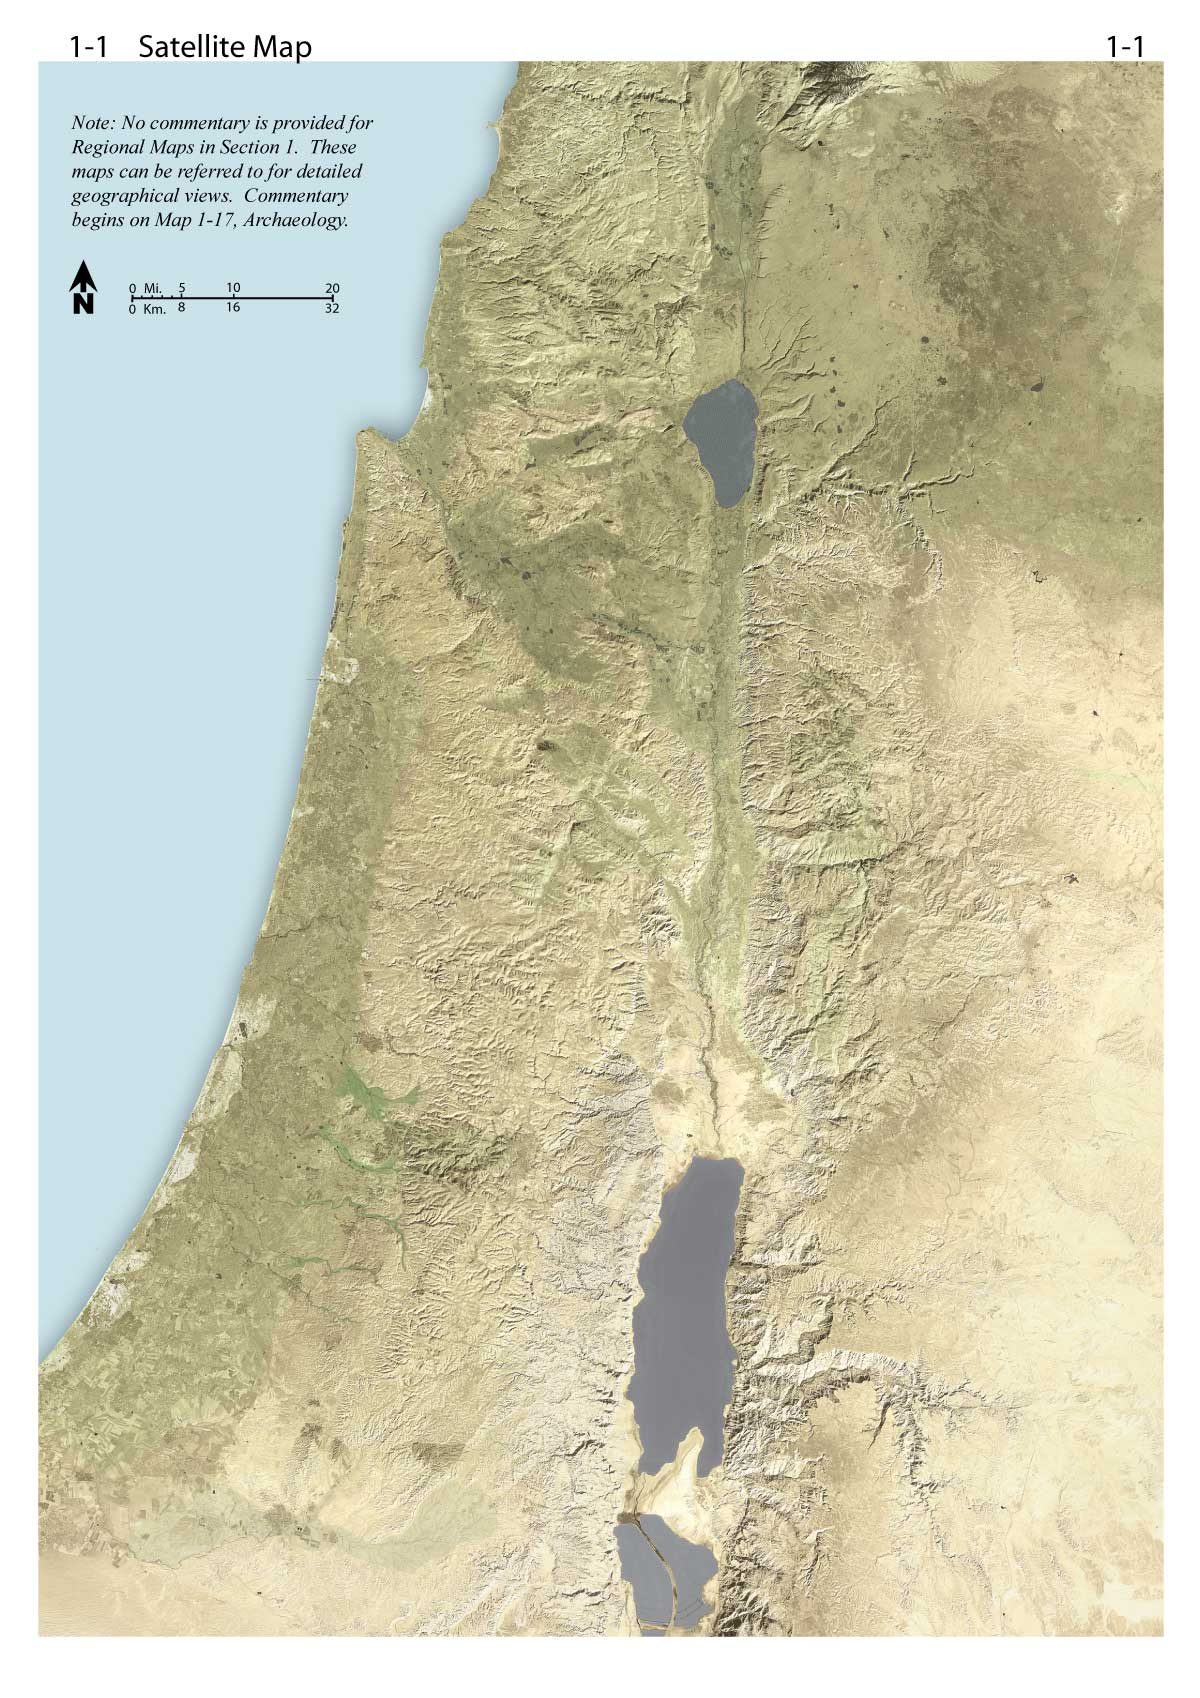 1-1 Satellite Map 1-1
Note: No commentary is provided for
Regional Maps in Section 1. These
maps can be referred to for detailed
geographical views. Commentary
begins on Map 1-17, Archaeology.
N
0 Mi. 5 10 20
0 Km. 8 16 32